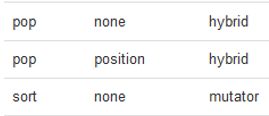 pop none hybrid
pop position hybrid
sort none mutator